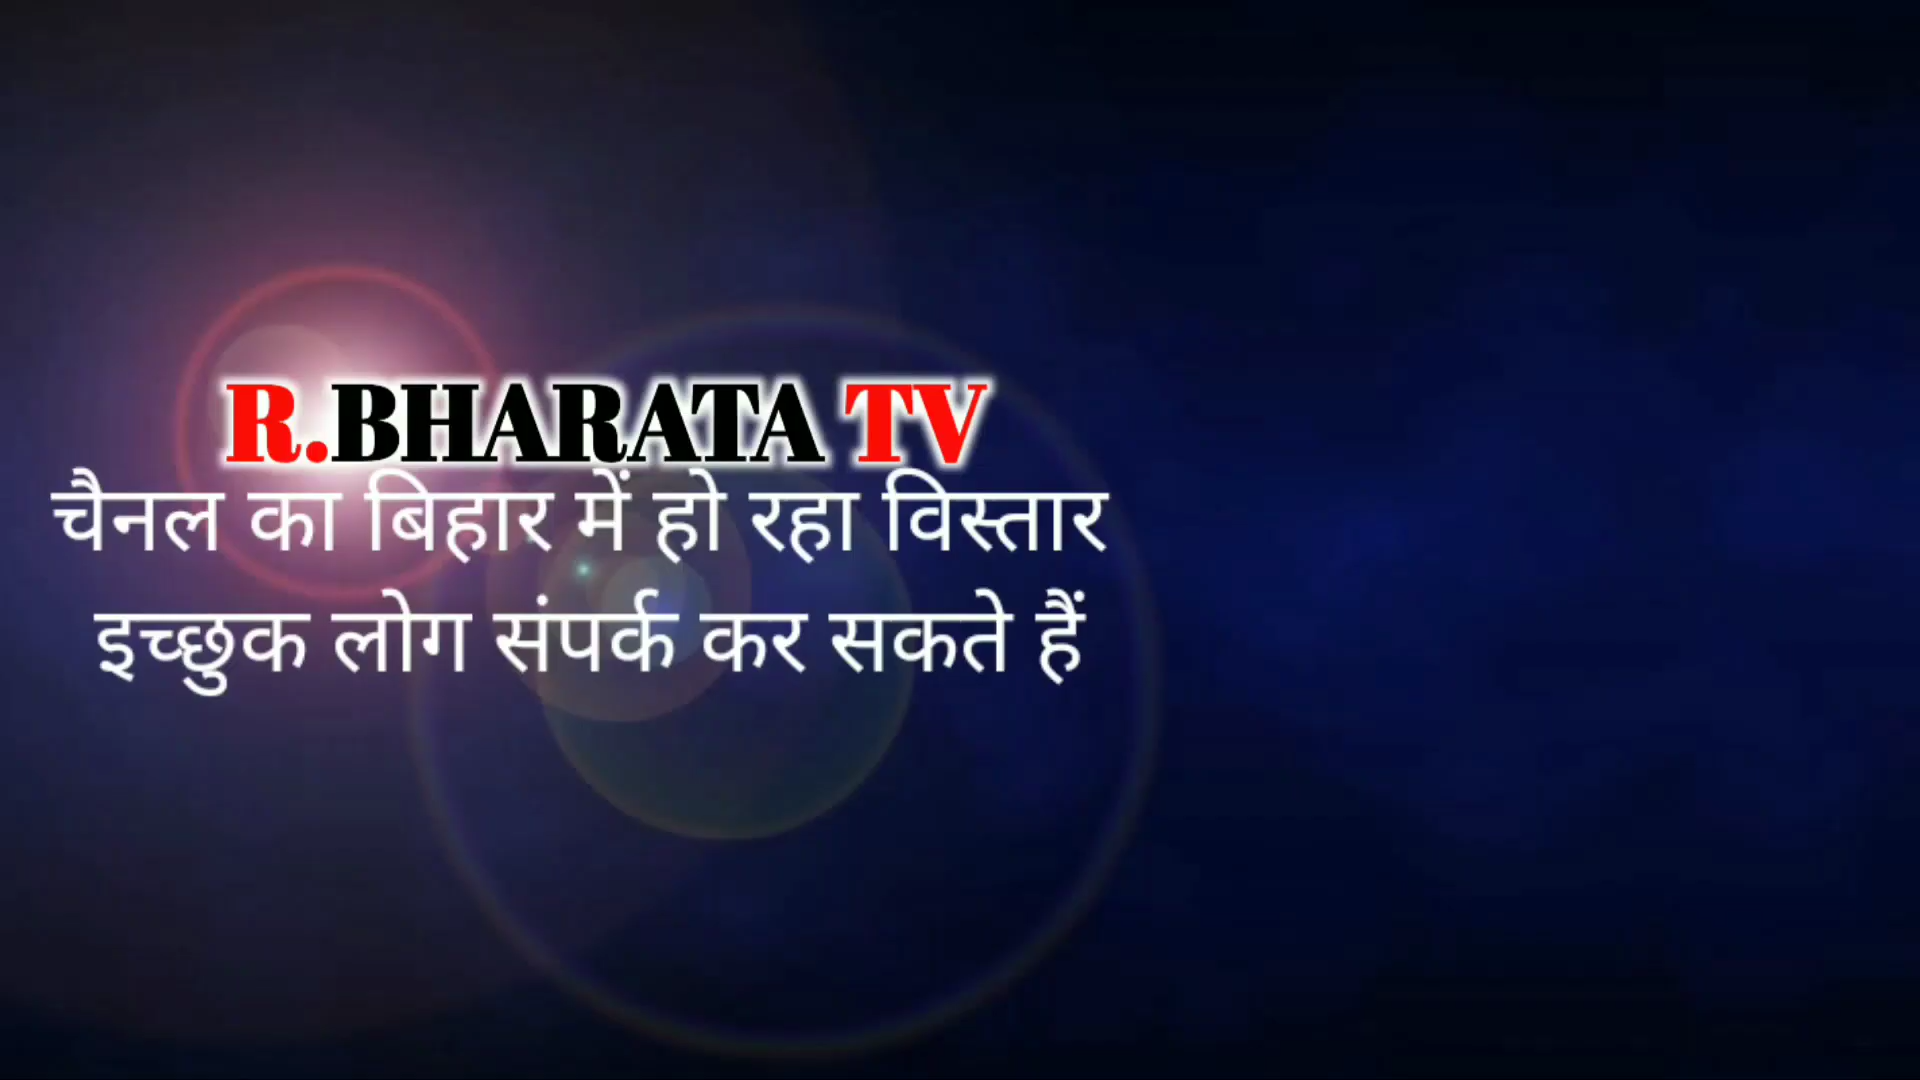 R.BHARATA TV
चैनल का बिहार में हो रहा विस्तार
इच्छुक लोग संपर्क कर सकते हैं